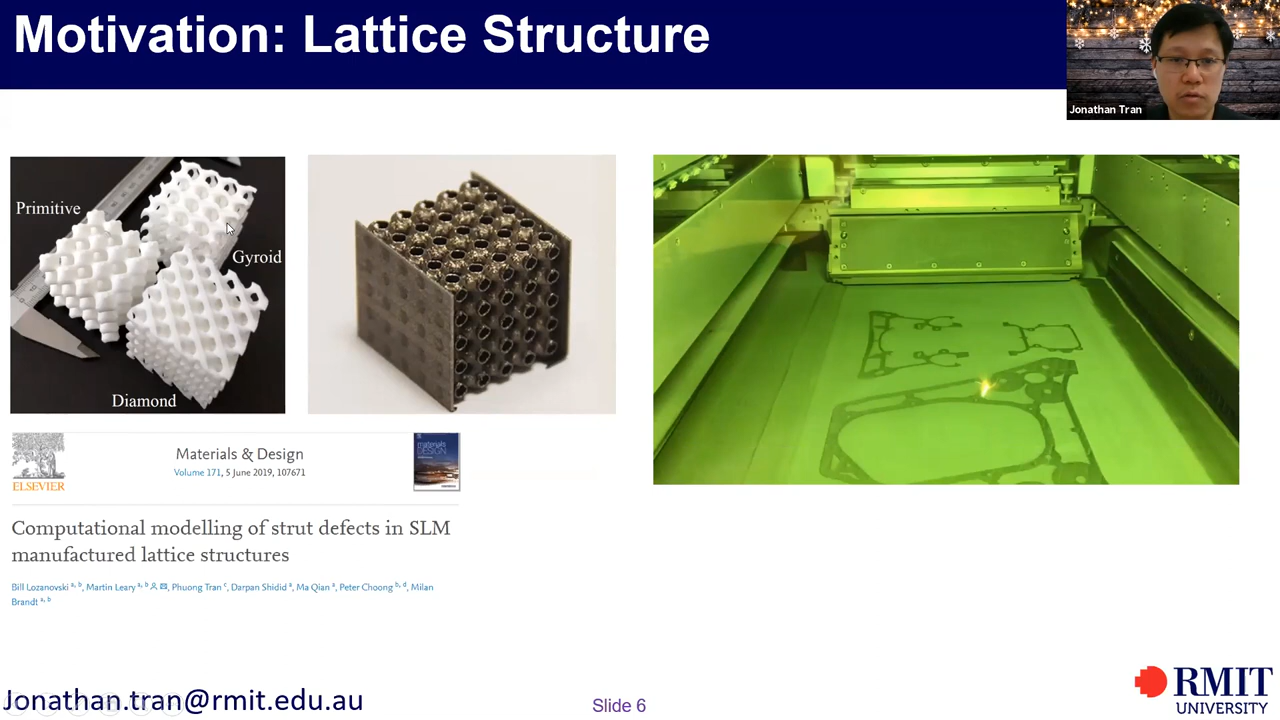 Motivation: Lattice Structure
Jonathan Tran
Primitive
Gyroid
Diamond
ELSEVIER
Materials & Design
Volume 171, 5 June 2019, 107671
materials
DESIGN
Computational modelling of strut defects in SLM
manufactured lattice structures
Bill Lozanovski a, b, Martin Leary a, b, Phuong Tran c, Darpan Shidid a, Ma Qian a, Peter Choong b, d, Milan
Brandt a, b
Jonathan.tran@rmit.edu.au
Slide 6
RMIT
UNIVERSITY